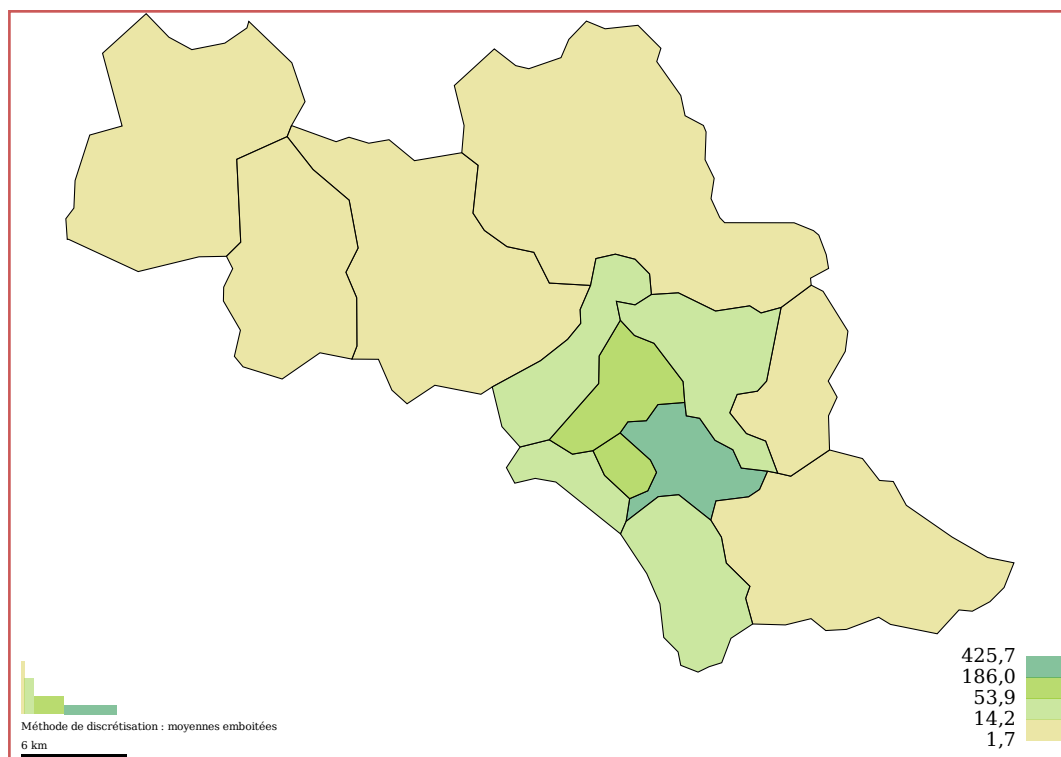 425,7
186,0
53,9
14,2
1,7
Méthode de discrétisation : moyennes emboitées
6 km